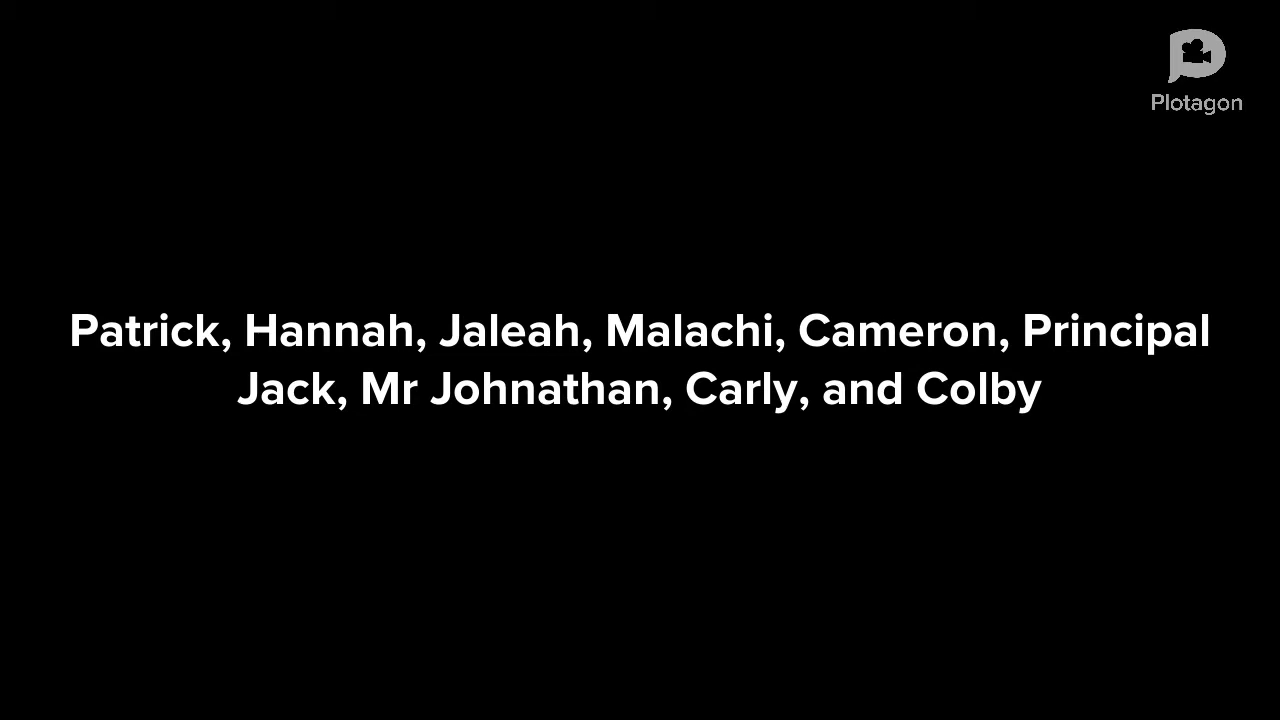 Plotagon
Patrick, Hannah, Jaleah, Malachi, Cameron, Principal
Jack, Mr Johnathan, Carly, and Colby